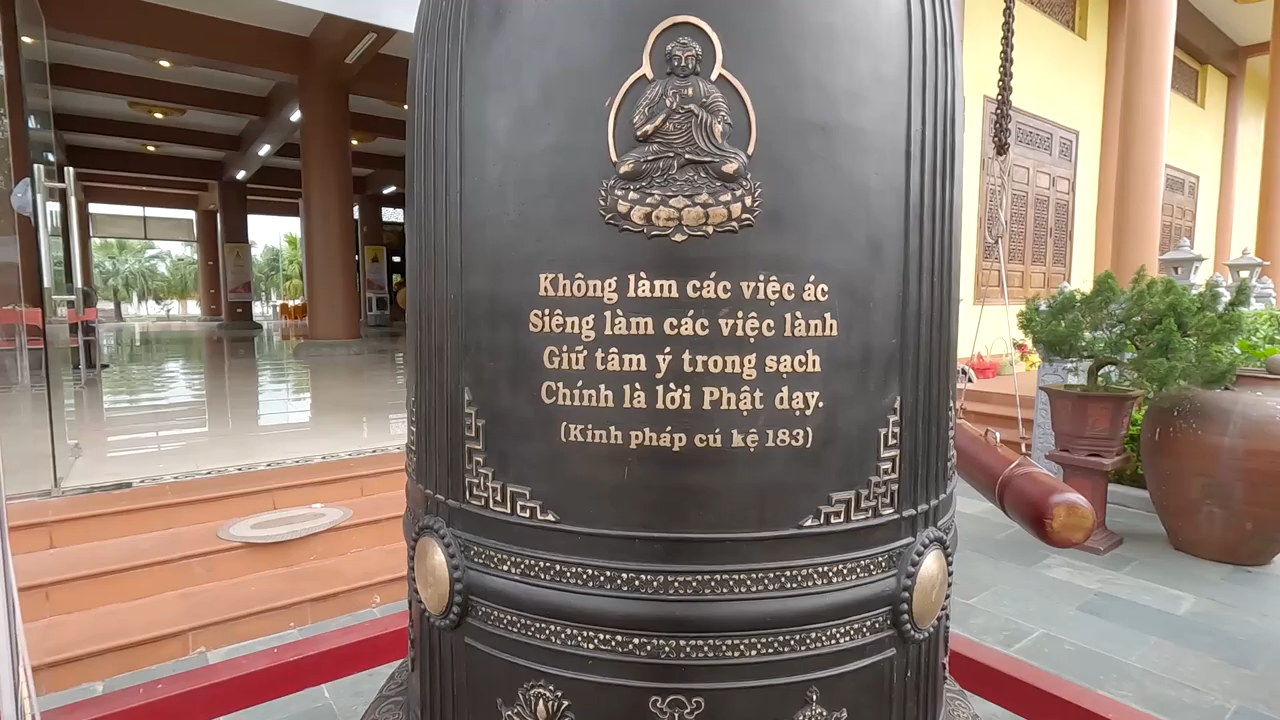 Không làm các việc ác
Siêng làm các việc lành
Giữ tâm ý trong sạch
Chính là lời Phật dạy.
(Kinh pháp cú kệ 183)